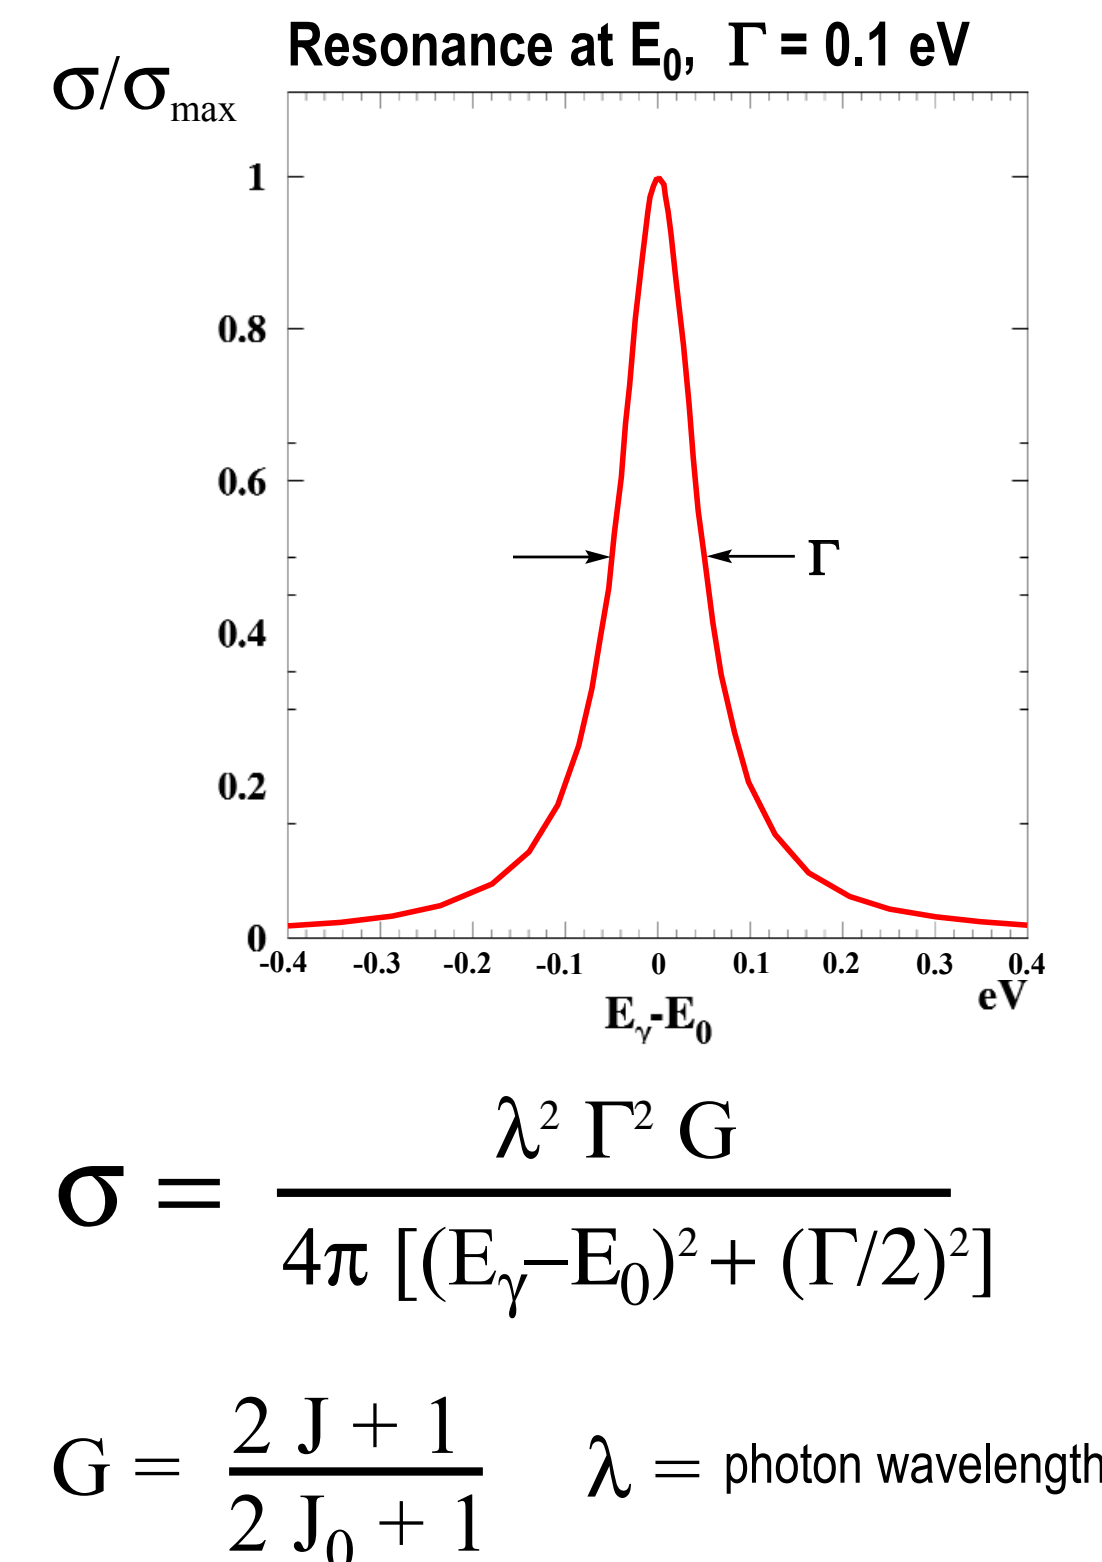 Resonance at E₀, Γ = 0.1 eV
σ/σmax
1
0.8
0.6
Γ
0.4
0.2
0
-0.4 -0.3 -0.2 -0.1 0 0.1 0.2 0.3 0.4
eV
Eᵧ-E₀
σ = λ² Γ² G / 4π [(Eᵧ–E₀)² + (Γ/2)²]
G = 2 J + 1 / 2 J₀ + 1 λ = photon wavelength